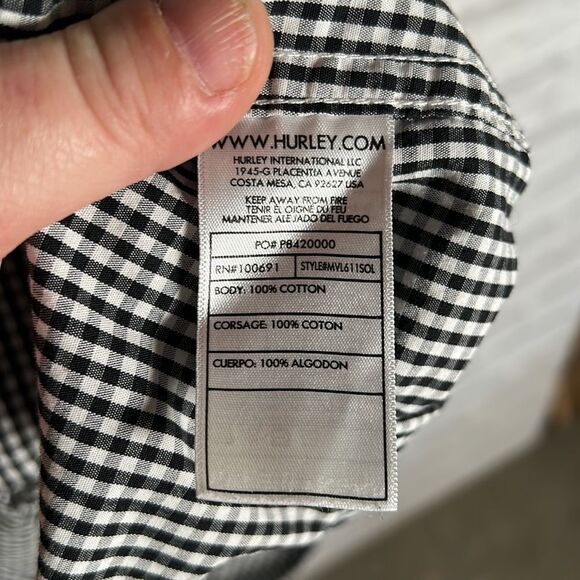 WWW.HURLEY.COM
HURLEY INTERNATIONAL LLC
1945-G PLACENTIA AVENUE
COSTA MESA, CA 92627 USA
KEEP AWAY FROM FIRE
TENIR ÉLOIGNÉ DU FEU
MANTENER ALEJADO DEL FUEGO
PO# P8420000
RN#100691 STYLE#MVL611SOL
BODY: 100% COTTON
CORSAGE: 100% COTON
CUERPO: 100% ALGODON